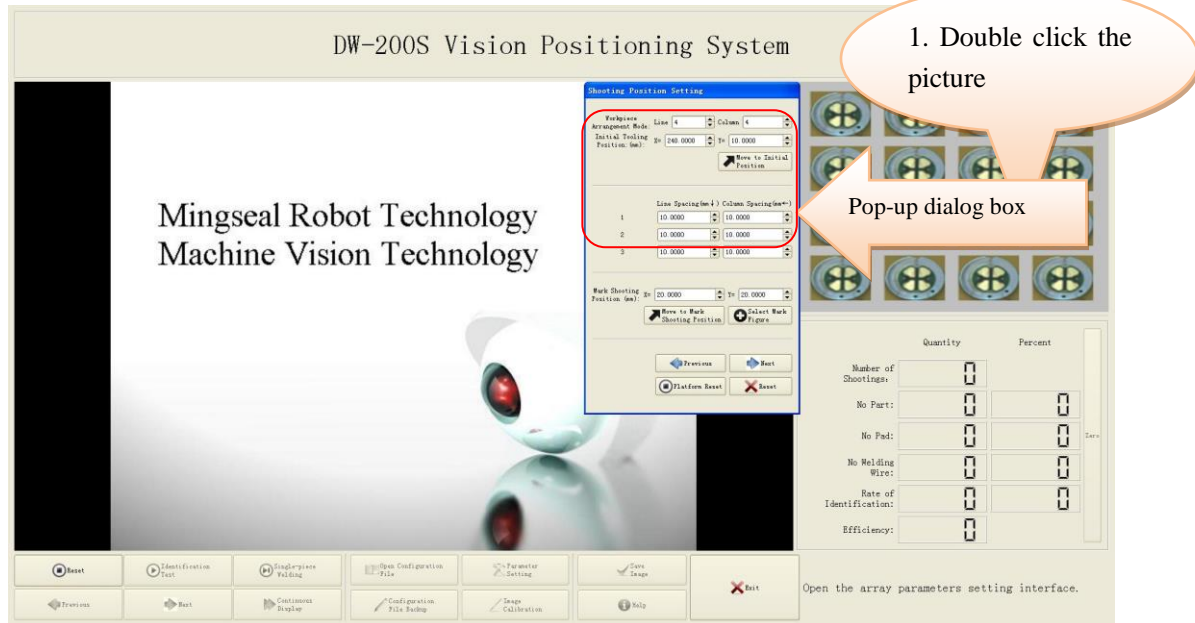 DW-200S Vision Positioning System
1. Double click the
picture
Mingseal Robot Technology
Machine Vision Technology
Shooting Position Setting
Workpiece
Arrangement Mode:
Line 4
Column 4
Initial Tooling
Position: (mm):
X= 240.0000
Y= 10.0000
Move to Initial
Position
Line Spacing(mm↓)
Column Spacing(mm←)
1
10.0000
10.0000
2
10.0000
10.0000
3
10.0000
10.0000
Mark Shooting
Position (mm):
X= 20.0000
Y= 20.0000
Move to Mark
Shooting Position
Select Mark
Figure
Previous
Next
Platform Reset
Reset
Pop-up dialog box
Quantity
Percent
Number of
Shootings:
0
No Part:
0
0
No Pad:
0
0
No Welding
Wire:
0
0
Rate of
Identification:
0
0
Efficiency:
0
Zero
Reset
Identification
Test
Single-piece
Welding
Open Configuration
File
Parameter
Setting
Save
Image
Exit
Previous
Next
Continuous
Display
Configuration
File Backup
Image
Calibration
Help
Open the array parameters setting interface.